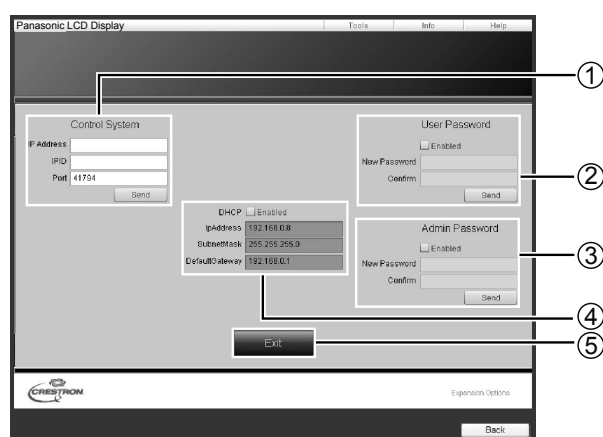 Panasonic LCD Display
Tools Info Help
①
Control System
IP Address
IPID
Port 41794
Send
User Password
Enabled
New Password
Confirm
Send
②
DHCP Enabled
IpAddress 192.168.0.8
SubnetMask 255.255.255.0
DefaultGateway 192.168.0.1
Admin Password
Enabled
New Password
Confirm
Send
③
④
Exit
⑤
CRESTRON
Expansion Options
Back